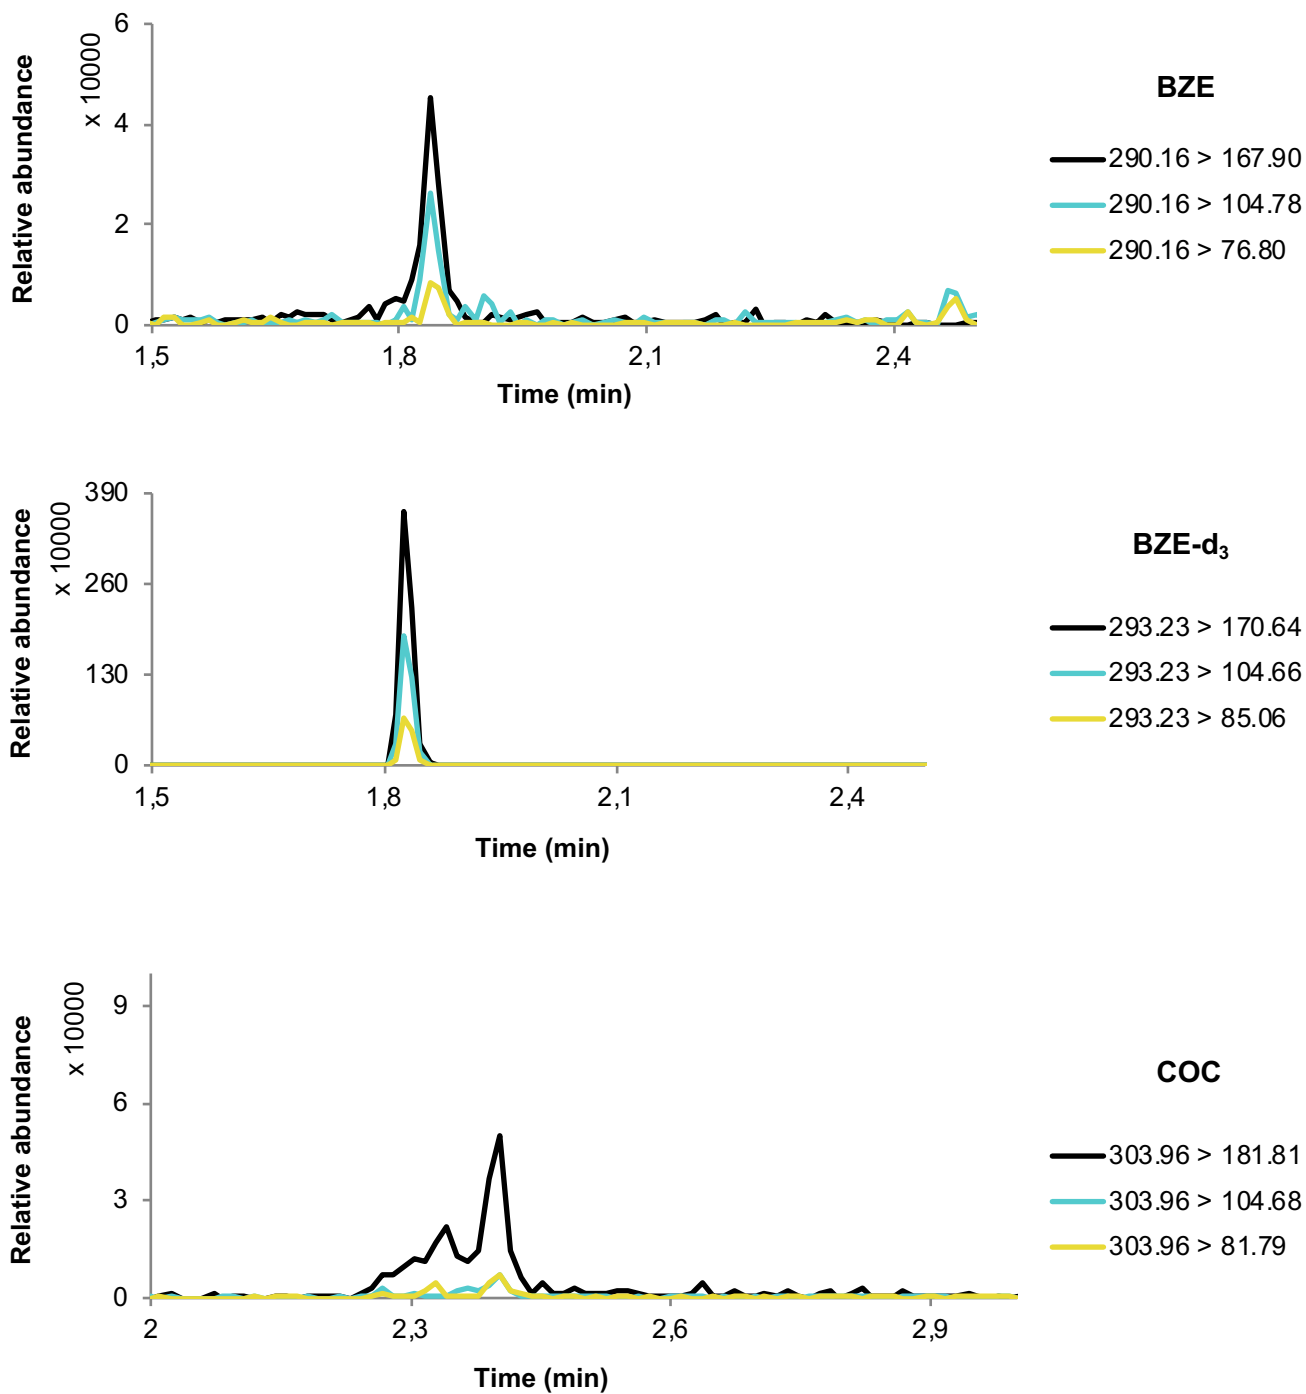 Relative abundance
x 10000
6
4
2
0
1,5
1,8
2,1
2,4
Time (min)
BZE
290.16 > 167.90
290.16 > 104.78
290.16 > 76.80
Relative abundance
x 10000
390
260
130
0
1,5
1,8
2,1
2,4
Time (min)
BZE-d₃
293.23 > 170.64
293.23 > 104.66
293.23 > 85.06
Relative abundance
x 10000
9
6
3
0
2
2,3
2,6
2,9
Time (min)
COC
303.96 > 181.81
303.96 > 104.68
303.96 > 81.79